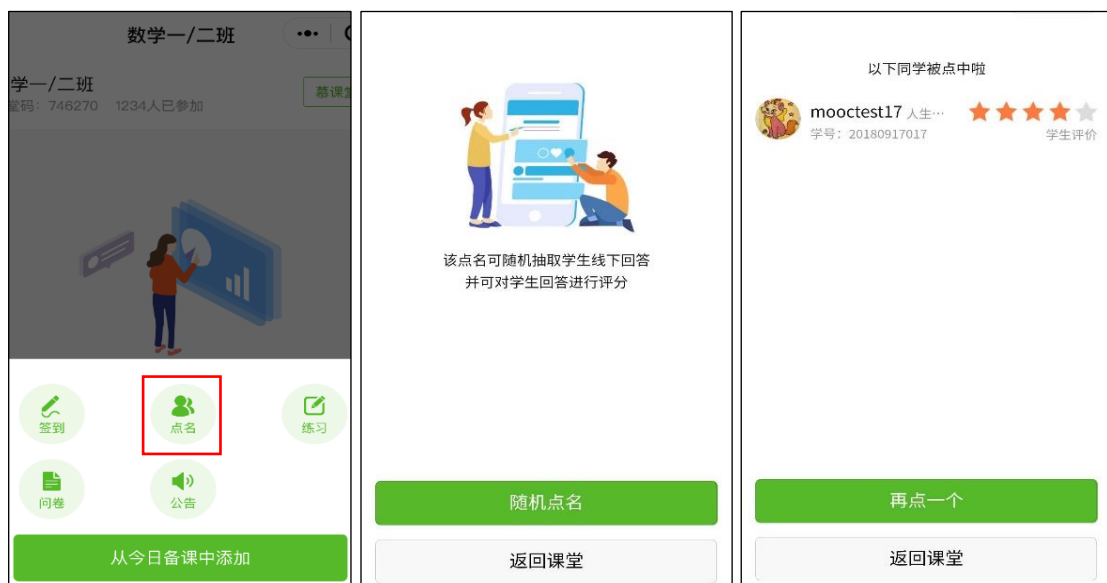 数学一/二班
学一/二班
堂码：746270 1234人已参加
慕课堂
签到
点名
练习
问卷
公告
从今日备课中添加
该点名可随机抽取学生线下回答
并可对学生回答进行评分
随机点名
返回课堂
以下同学被点中啦
mooctest17 人生…
学号：20180917017
学生评价
再点一个
返回课堂